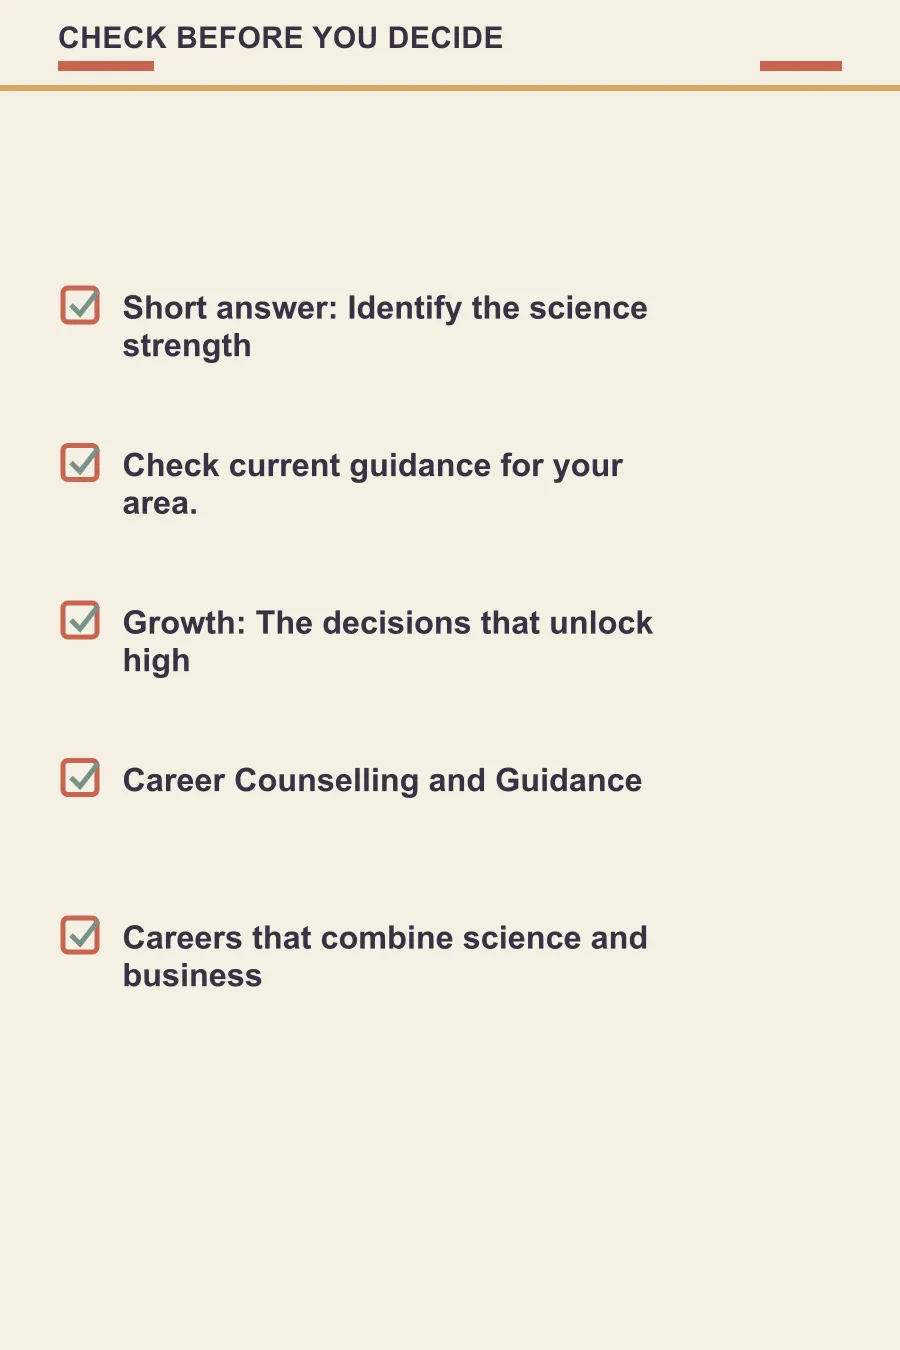 CHECK BEFORE YOU DECIDE
Short answer: Identify the science
strength
Check current guidance for your
area.
Growth: The decisions that unlock
high
Career Counselling and Guidance
Careers that combine science and
business